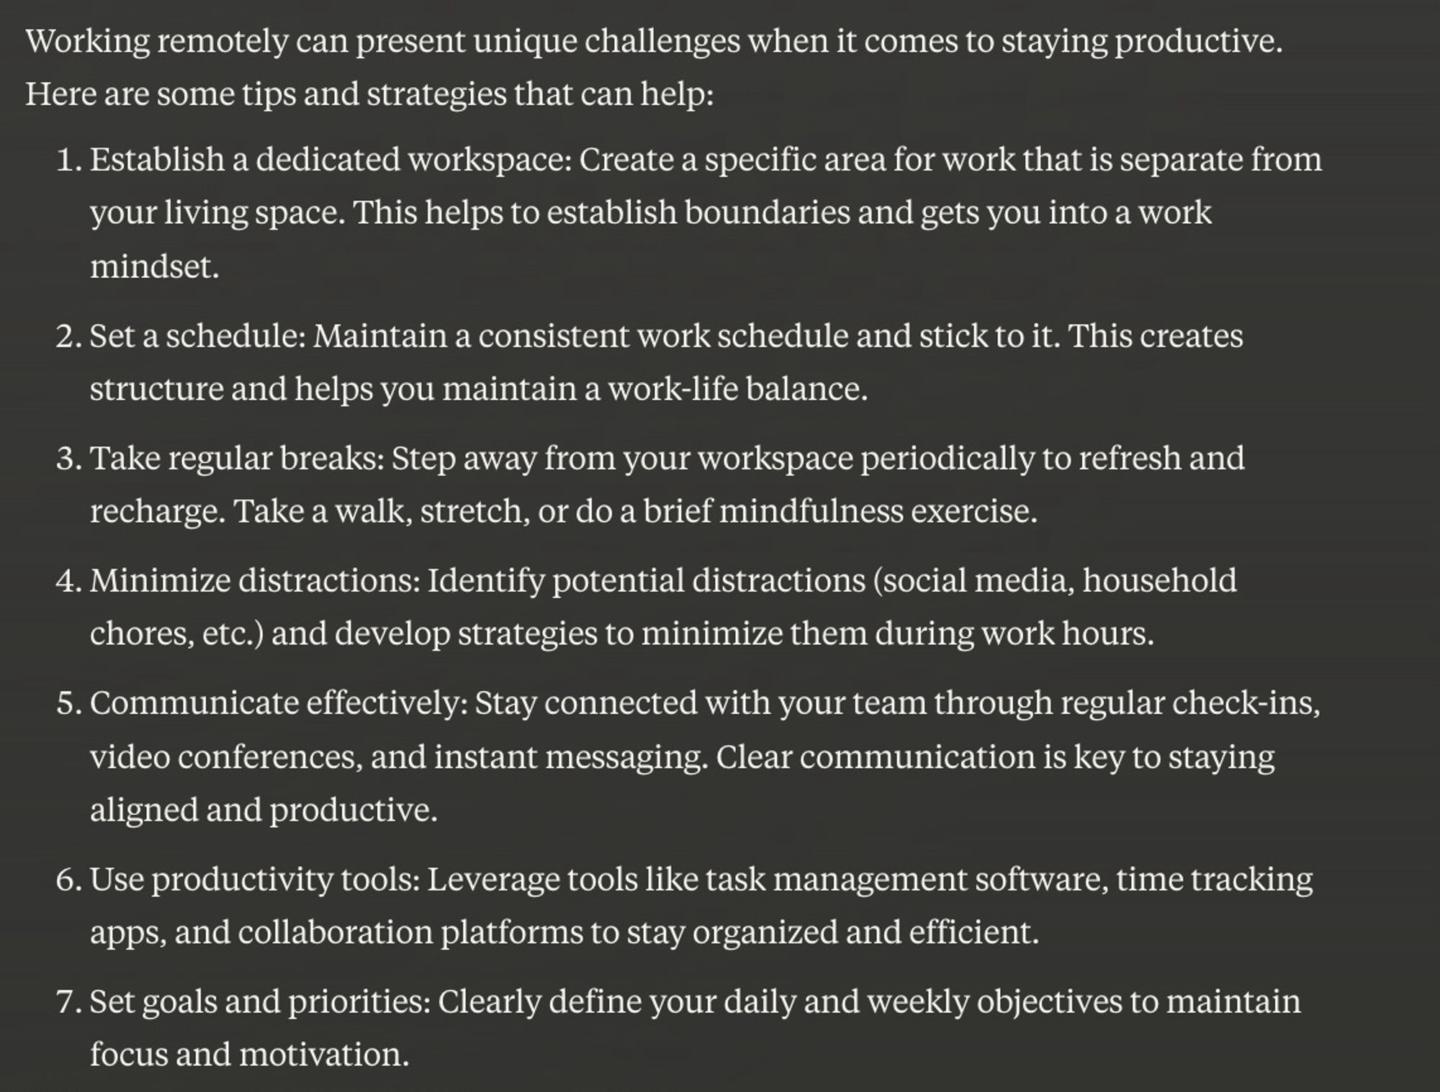 Working remotely can present unique challenges when it comes to staying productive.
Here are some tips and strategies that can help:
1. Establish a dedicated workspace: Create a specific area for work that is separate from
your living space. This helps to establish boundaries and gets you into a work
mindset.
2. Set a schedule: Maintain a consistent work schedule and stick to it. This creates
structure and helps you maintain a work-life balance.
3. Take regular breaks: Step away from your workspace periodically to refresh and
recharge. Take a walk, stretch, or do a brief mindfulness exercise.
4. Minimize distractions: Identify potential distractions (social media, household
chores, etc.) and develop strategies to minimize them during work hours.
5. Communicate effectively: Stay connected with your team through regular check-ins,
video conferences, and instant messaging. Clear communication is key to staying
aligned and productive.
6. Use productivity tools: Leverage tools like task management software, time tracking
apps, and collaboration platforms to stay organized and efficient.
7. Set goals and priorities: Clearly define your daily and weekly objectives to maintain
focus and motivation.